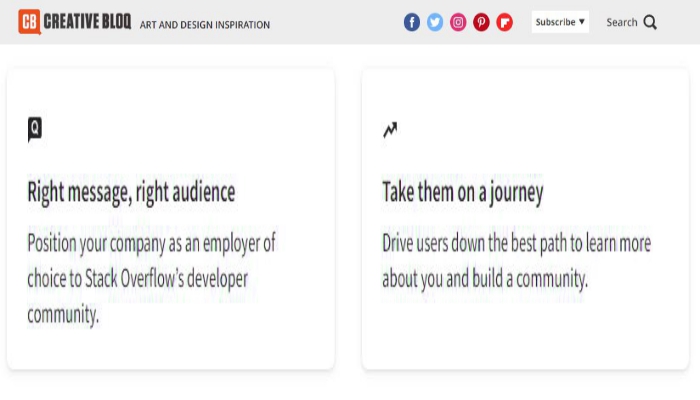 CB CREATIVE BLOQ ART AND DESIGN INSPIRATION Subscribe ▼ Search
Q
Right message, right audience
Position your company as an employer of
choice to Stack Overflow's developer
community.
Take them on a journey
Drive users down the best path to learn more
about you and build a community.